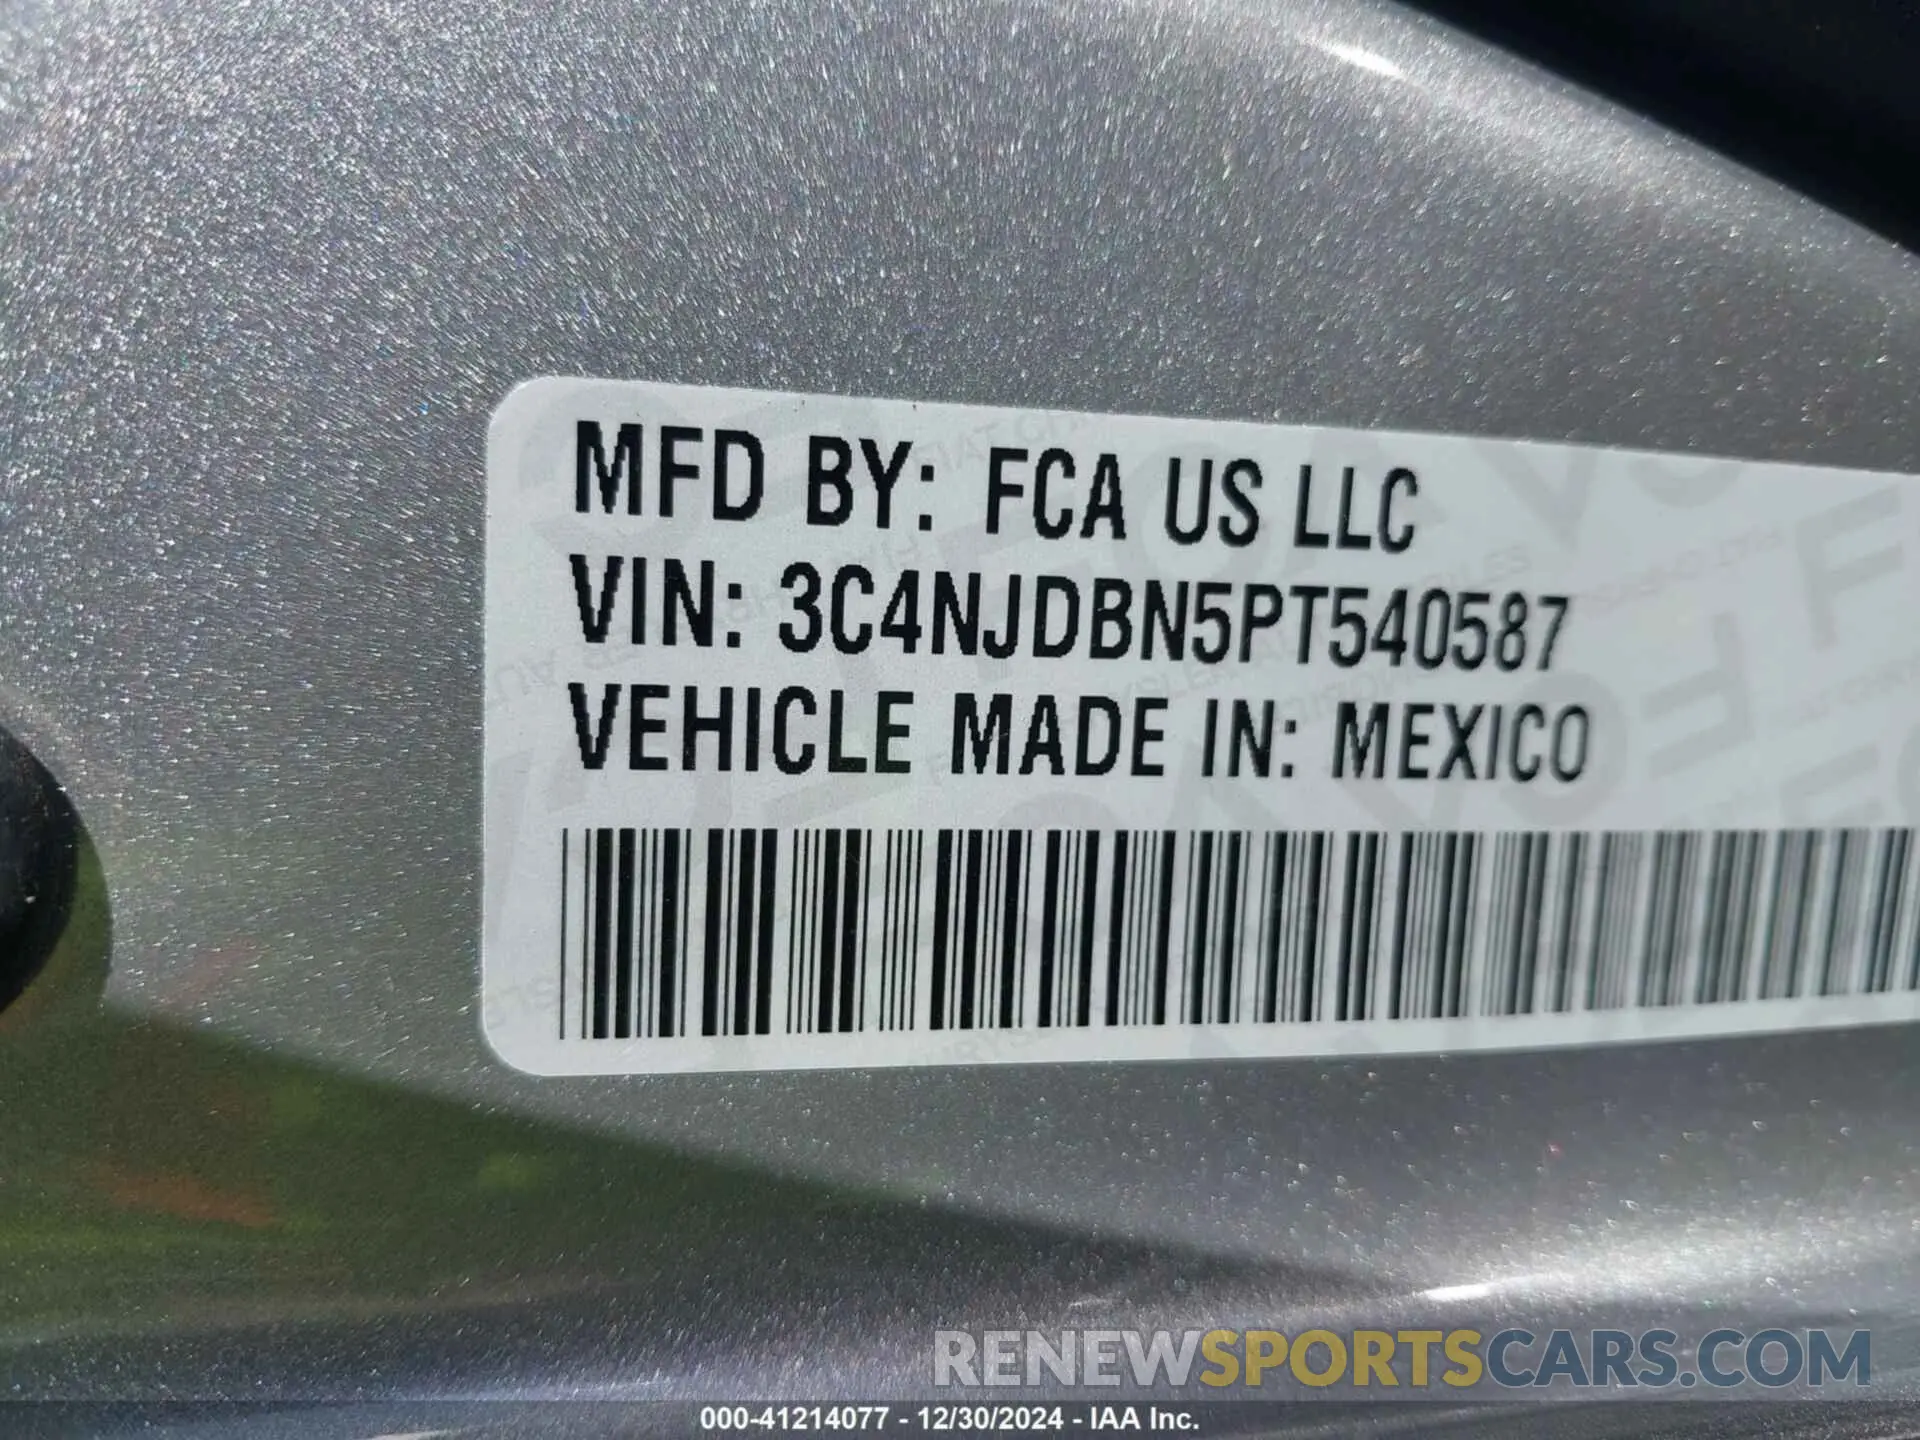 MFD BY: FCA US LLC
VIN: 3C4NJDBN5PT540587
VEHICLE MADE IN: MEXICO
RENEWSPORTSCARS.COM
000-41214077 - 12/30/2024 - IAA Inc.